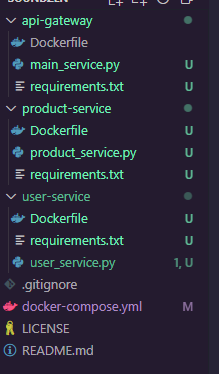 api-gateway
Dockerfile
main_service.py U
requirements.txt U
product-service
Dockerfile U
product_service.py U
requirements.txt U
user-service
Dockerfile U
requirements.txt U
user_service.py 1, U
.gitignore
docker-compose.yml M
LICENSE
README.md